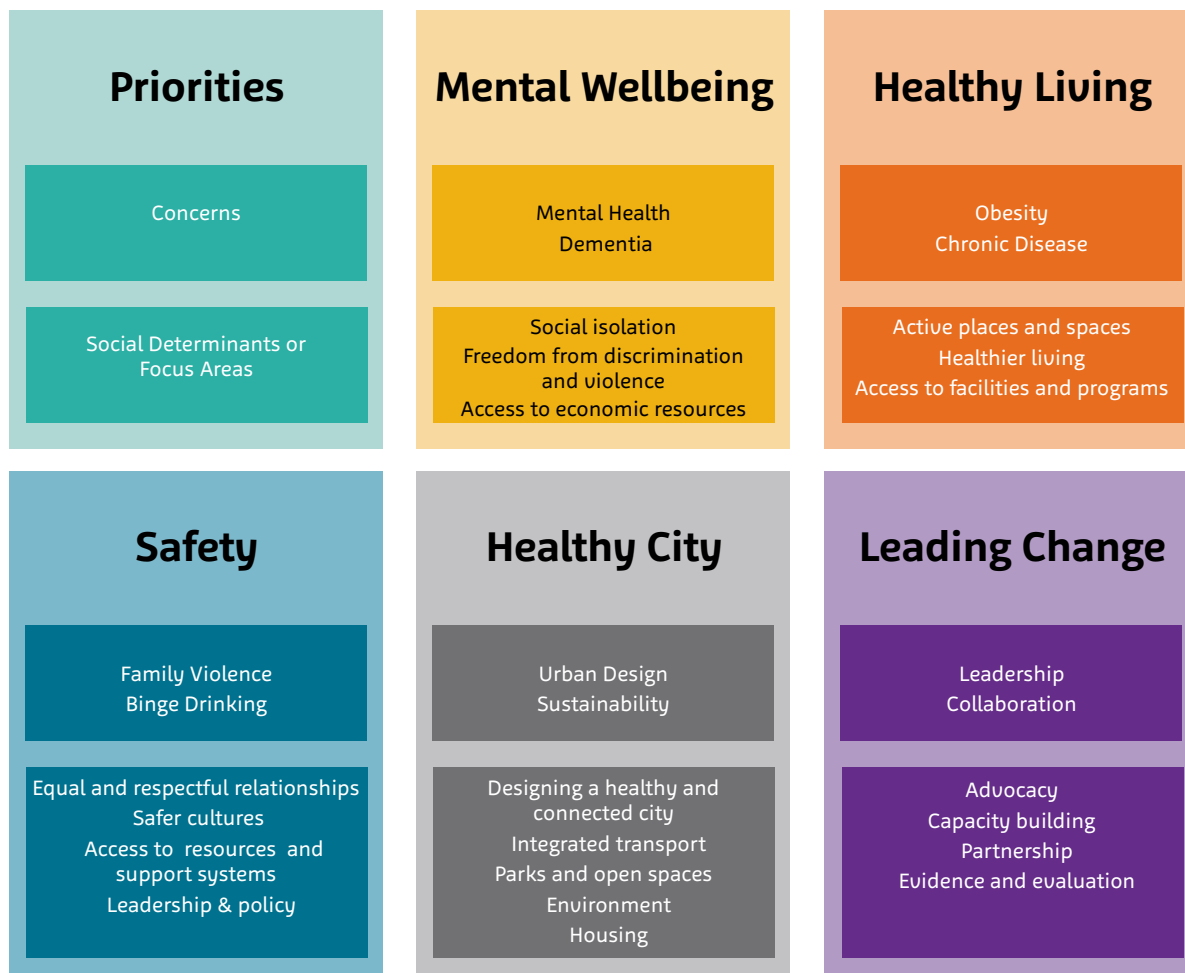 Priorities
Concerns
Social Determinants or
Focus Areas
Mental Wellbeing
Mental Health
Dementia
Social isolation
Freedom from discrimination
and violence
Access to economic resources
Healthy Living
Obesity
Chronic Disease
Active places and spaces
Healthier living
Access to facilities and programs
Safety
Family Violence
Binge Drinking
Equal and respectful relationships
Safer cultures
Access to resources and
support systems
Leadership & policy
Healthy City
Urban Design
Sustainability
Designing a healthy and
connected city
Integrated transport
Parks and open spaces
Environment
Housing
Leading Change
Leadership
Collaboration
Advocacy
Capacity building
Partnership
Evidence and evaluation